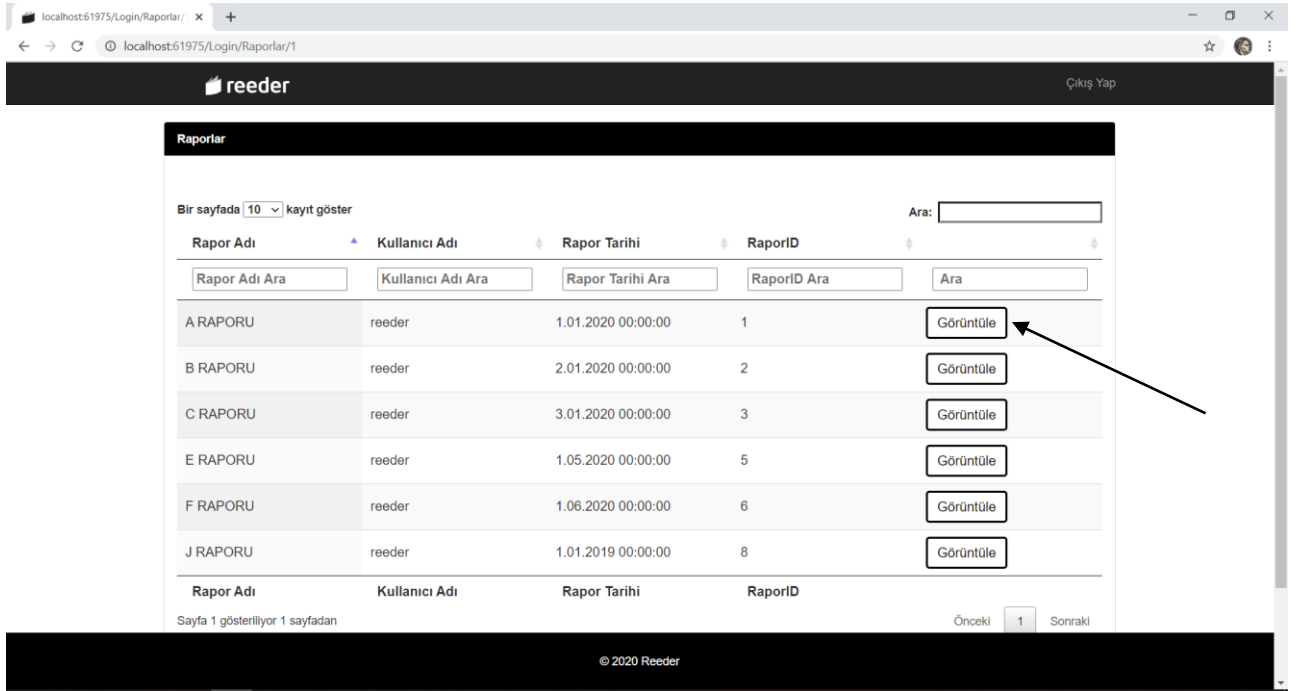 localhost:61975/Login/Raporlar/
localhost:61975/Login/Raporlar/1
reeder
Çıkış Yap
Raporlar
Bir sayfada 10 kayıt göster
Ara:
Rapor Adı Kullanıcı Adı Rapor Tarihi RaporID
Rapor Adı Ara Kullanıcı Adı Ara Rapor Tarihi Ara RaporID Ara Ara
A RAPORU reeder 1.01.2020 00:00:00 1 Görüntüle
B RAPORU reeder 2.01.2020 00:00:00 2 Görüntüle
C RAPORU reeder 3.01.2020 00:00:00 3 Görüntüle
E RAPORU reeder 1.05.2020 00:00:00 5 Görüntüle
F RAPORU reeder 1.06.2020 00:00:00 6 Görüntüle
J RAPORU reeder 1.01.2019 00:00:00 8 Görüntüle
Rapor Adı Kullanıcı Adı Rapor Tarihi RaporID
Sayfa 1 gösteriliyor 1 sayfadan
Önceki 1 Sonraki
© 2020 Reeder